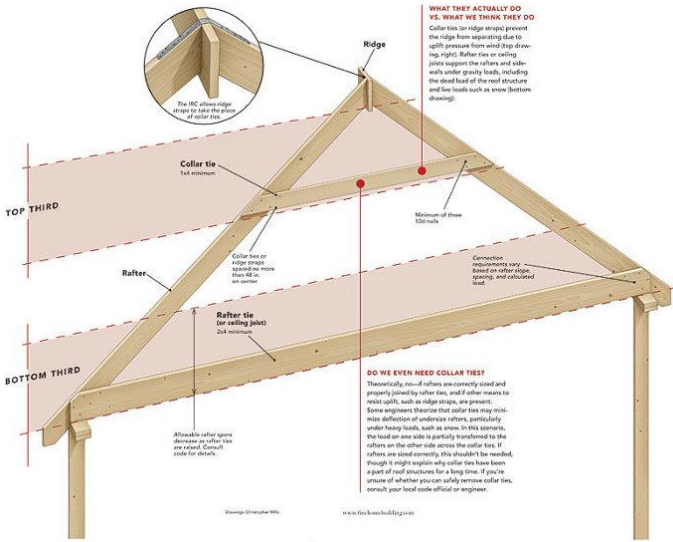 WHAT THEY ACTUALLY DO
VS. WHAT WE THINK THEY DO
Collar ties (or ridge straps) prevent
the ridge from separating due to
uplift pressure from wind (top draw-
ing, right). Rafter ties or ceiling
joists support the rafters and side-
walls under gravity loads, including
the dead load of the roof structure
and live loads such as snow (bottom
drawing).
Ridge
The IRC allows ridge
straps to take the place
of collar ties.
Collar tie
1x4 minimum
TOP THIRD
Minimum of three
10d nails
Collar ties or
ridge straps
spaced no more
than 48 in.
on center
Connection
requirements vary
based on rafter slope,
spacing, and calculated
load.
Rafter
Rafter tie
(or ceiling joist)
2x4 minimum
BOTTOM THIRD
DO WE EVEN NEED COLLAR TIES?
Theoretically, no—if rafters are correctly sized and
properly joined by rafter ties, and if other means to
resist uplift, such as ridge straps, are present.
Some engineers theorize that collar ties may mini-
mize deflection of undersize rafters, particularly
under heavy loads, such as snow. In this scenario,
the load on one side is partially transferred to the
rafters on the other side across the collar ties. If
rafters are sized correctly, this shouldn't be needed,
though it might explain why collar ties have been
a part of roof structures for a long time. If you're
unsure of whether you can safely remove collar ties,
consult your local code official or engineer.
Allowable rafter spans
decrease as rafter ties
are raised. Consult
code for details.
Drawings: Christopher Mills
www.finehomebuilding.com